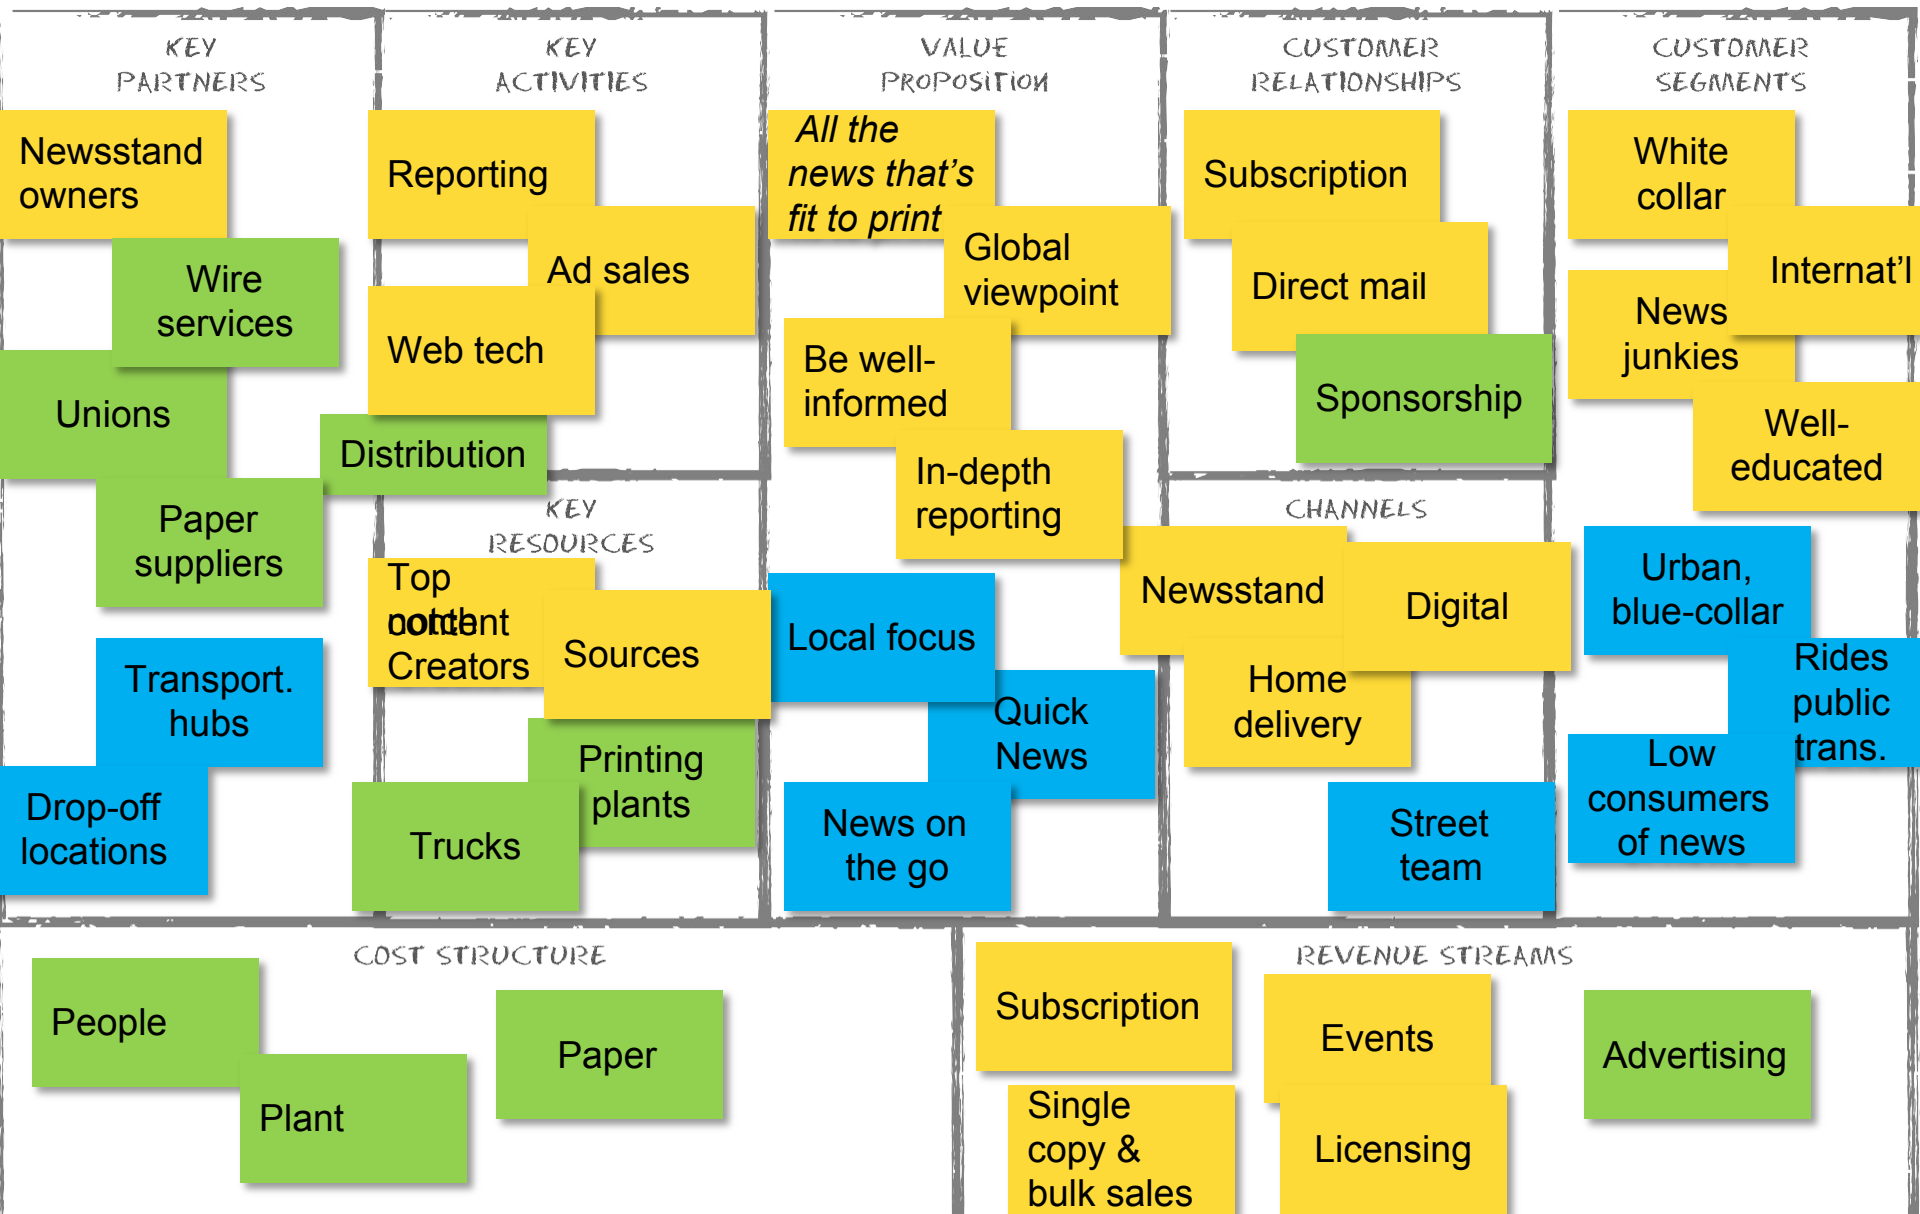 KEY
PARTNERS
Newsstand
owners
Wire
services
Unions
Paper
suppliers
Transport.
hubs
Drop-off
locations
KEY
ACTIVITIES
Reporting
Ad sales
Web tech
Distribution
KEY
RESOURCES
Top
notch
content
Creators
Sources
Printing
plants
Trucks
VALUE
PROPOSITION
All the
news that's
fit to print
Global
viewpoint
Be well-
informed
In-depth
reporting
Local focus
Quick
News
News on
the go
CUSTOMER
RELATIONSHIPS
Subscription
Direct mail
Sponsorship
CHANNELS
Newsstand
Digital
Home
delivery
Street
team
CUSTOMER
SEGMENTS
White
collar
Internat'l
News
junkies
Well-
educated
Urban,
blue-collar
Rides
public
trans.
Low
consumers
of news
COST STRUCTURE
People
Plant
Paper
REVENUE STREAMS
Subscription
Events
Advertising
Single
copy &
bulk sales
Licensing